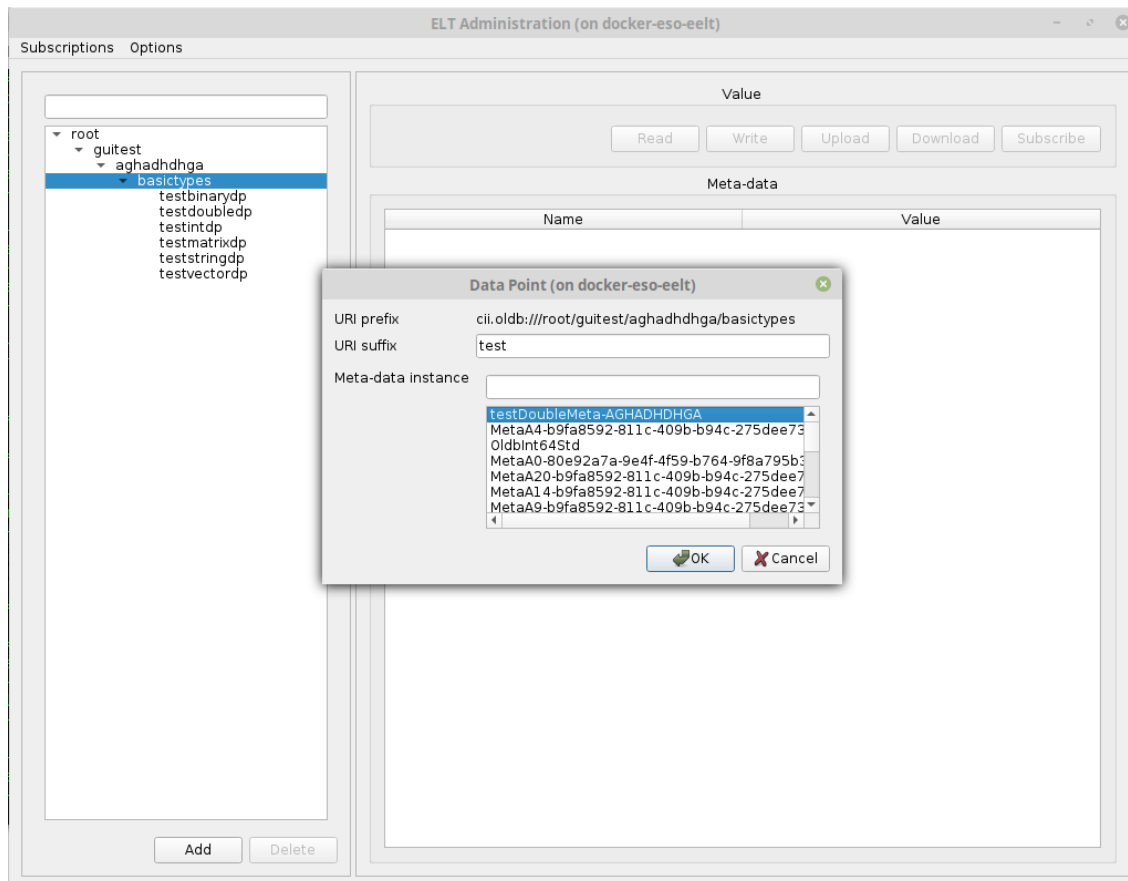 ELT Administration (on docker-eso-eelt)
Subscriptions Options
root
guitest
aghadhdhga
basictypes
testbinarydp
testdoubledp
testintdp
testmatrixdp
teststringdp
testvectordp
Add Delete
Value
Read Write Upload Download Subscribe
Meta-data
Name Value
Data Point (on docker-eso-eelt)
URI prefix cii.oldb:///root/guitest/aghadhdhga/basictypes
URI suffix test
Meta-data instance
testDoubleMeta-AGHADHDHGA
MetaA4-b9fa8592-811c-409b-b94c-275dee73
OldbInt64Std
MetaA0-80e92a7a-9e4f-4f59-b764-9f8a795b3
MetaA20-b9fa8592-811c-409b-b94c-275dee7
MetaA14-b9fa8592-811c-409b-b94c-275dee7
MetaA9-b9fa8592-811c-409b-b94c-275dee73
OK Cancel